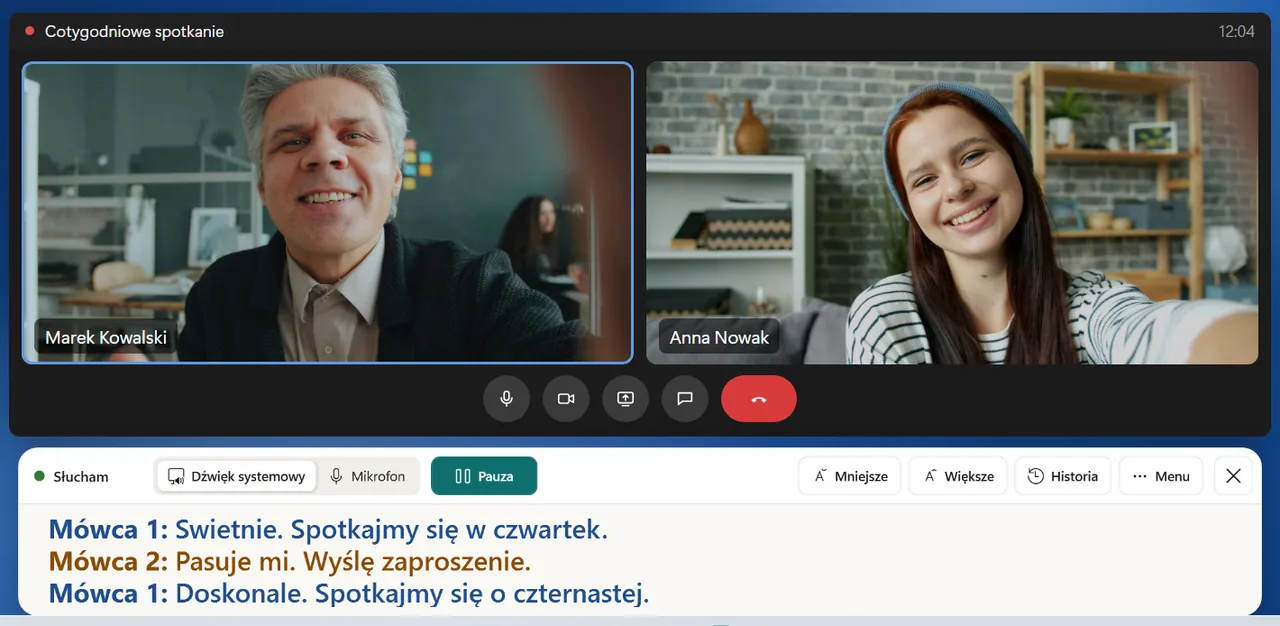 Cotygodniowe spotkanie
12:04
Marek Kowalski
Anna Nowak
Słucham
Dźwięk systemowy
Mikrofon
Pauza
Mniejsze
Większe
Historia
Menu
Mówca 1: Swietnie. Spotkajmy się w czwartek.
Mówca 2: Pasuje mi. Wyślę zaproszenie.
Mówca 1: Doskonale. Spotkajmy się o czternastej.